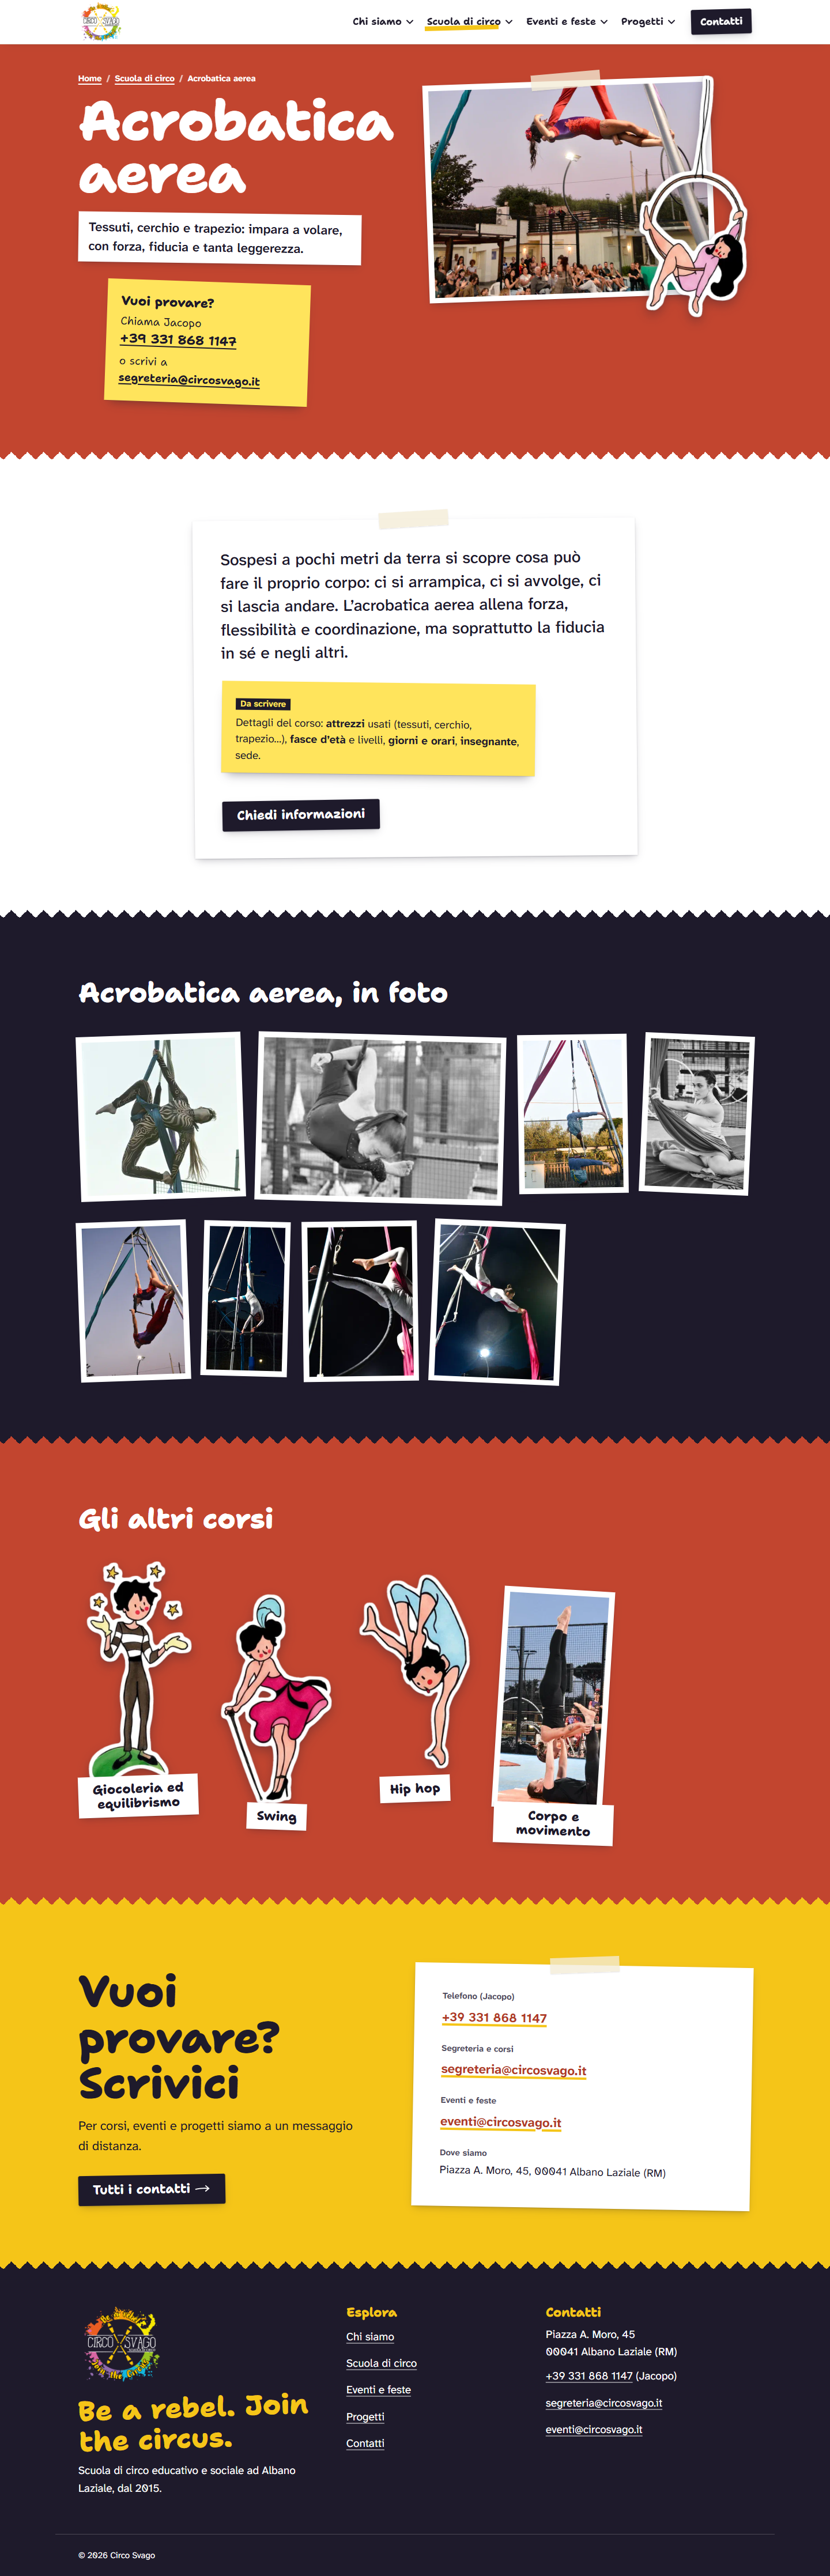 CIRCO SVAGO
Chi siamo
Scuola di circo
Eventi e feste
Progetti
Contatti
Home / Scuola di circo / Acrobatica aerea
Acrobatica
aerea
Tessuti, cerchio e trapezio: impara a volare,
con forza, fiducia e tanta leggerezza.
Vuoi provare?
Chiama Jacopo
+39 331 868 1147
o scrivi a
segreteria@circosvago.it
Sospesi a pochi metri da terra si scopre cosa può
fare il proprio corpo: ci si arrampica, ci si avvolge, ci
si lascia andare. L’acrobatica aerea allena forza,
flessibilità e coordinazione, ma soprattutto la fiducia
in sé e negli altri.
Da scrivere
Dettagli del corso: attrezzi usati (tessuti, cerchio,
trapezio…), fasce d’età e livelli, giorni e orari, insegnante,
sede.
Chiedi informazioni
Acrobatica aerea, in foto
Gli altri corsi
Giocoleria ed
equilibrismo
Swing
Hip hop
Corpo e
movimento
Vuoi
provare?
Scrivici
Per corsi, eventi e progetti siamo a un messaggio
di distanza.
Tutti i contatti →
Telefono (Jacopo)
+39 331 868 1147
Segreteria e corsi
segreteria@circosvago.it
Eventi e feste
eventi@circosvago.it
Dove siamo
Piazza A. Moro, 45, 00041 Albano Laziale (RM)
CIRCO SVAGO
Be a rebel. Join
the circus.
Scuola di circo educativo e sociale ad Albano
Laziale, dal 2015.
Esplora
Chi siamo
Scuola di circo
Eventi e feste
Progetti
Contatti
Contatti
Piazza A. Moro, 45
00041 Albano Laziale (RM)
+39 331 868 1147 (Jacopo)
segreteria@circosvago.it
eventi@circosvago.it
© 2026 Circo Svago